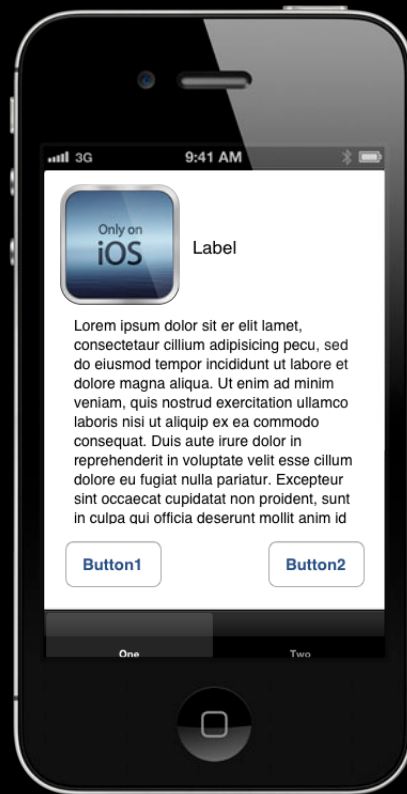 3G 9:41 AM
Only on
iOS
Label
Lorem ipsum dolor sit er elit lamet,
consectetaur cillium adipisicing pecu, sed
do eiusmod tempor incididunt ut labore et
dolore magna aliqua. Ut enim ad minim
veniam, quis nostrud exercitation ullamco
laboris nisi ut aliquip ex ea commodo
consequat. Duis aute irure dolor in
reprehenderit in voluptate velit esse cillum
dolore eu fugiat nulla pariatur. Excepteur
sint occaecat cupidatat non proident, sunt
in culpa qui officia deserunt mollit anim id
Button1 Button2
One Two